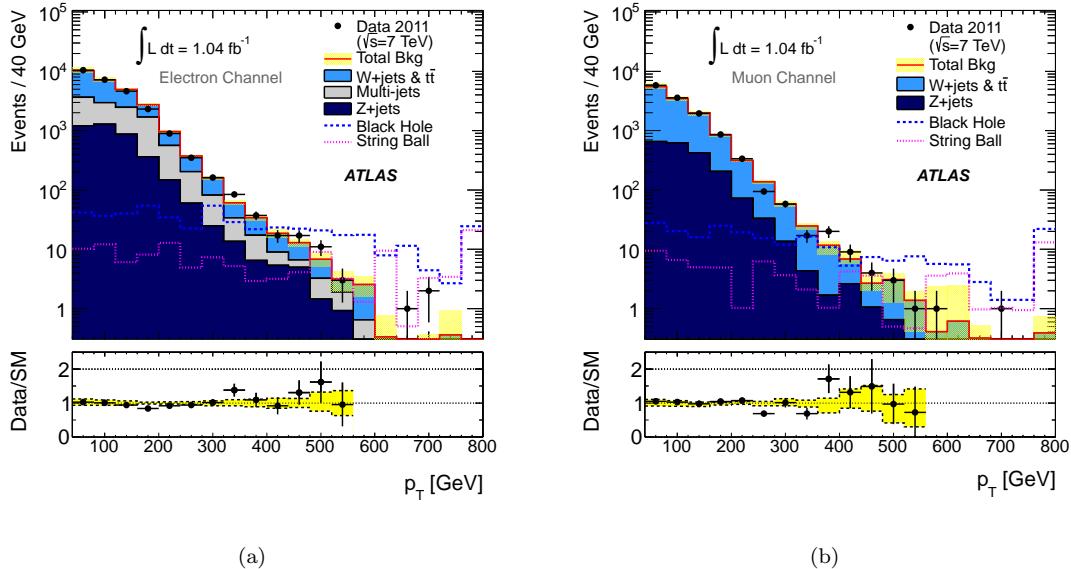 Events / 40 GeV
10⁵
10⁴
10³
10²
10
1
∫ L dt = 1.04 fb⁻¹
Electron Channel
Data 2011
(√s=7 TeV)
Total Bkg
W+jets & tt̄
Multi-jets
Z+jets
Black Hole
String Ball
ATLAS
Data/SM
2
1
0
100 200 300 400 500 600 700 800
p_T [GeV]
(a)
Events / 40 GeV
10⁵
10⁴
10³
10²
10
1
∫ L dt = 1.04 fb⁻¹
Muon Channel
Data 2011
(√s=7 TeV)
Total Bkg
W+jets & tt̄
Z+jets
Black Hole
String Ball
ATLAS
Data/SM
2
1
0
100 200 300 400 500 600 700 800
p_T [GeV]
(b)